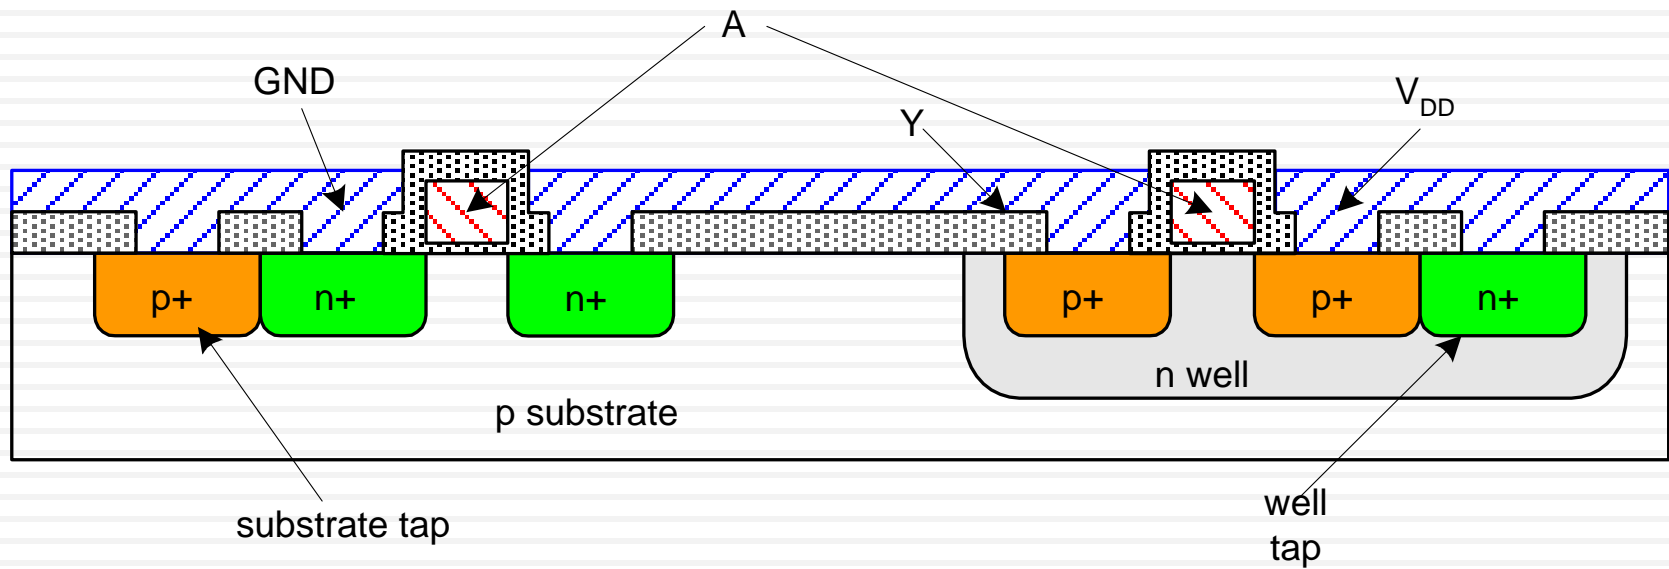 A
GND
Y
VDD
p+
n+
n+
p+
p+
n+
n well
p substrate
substrate tap
well
tap